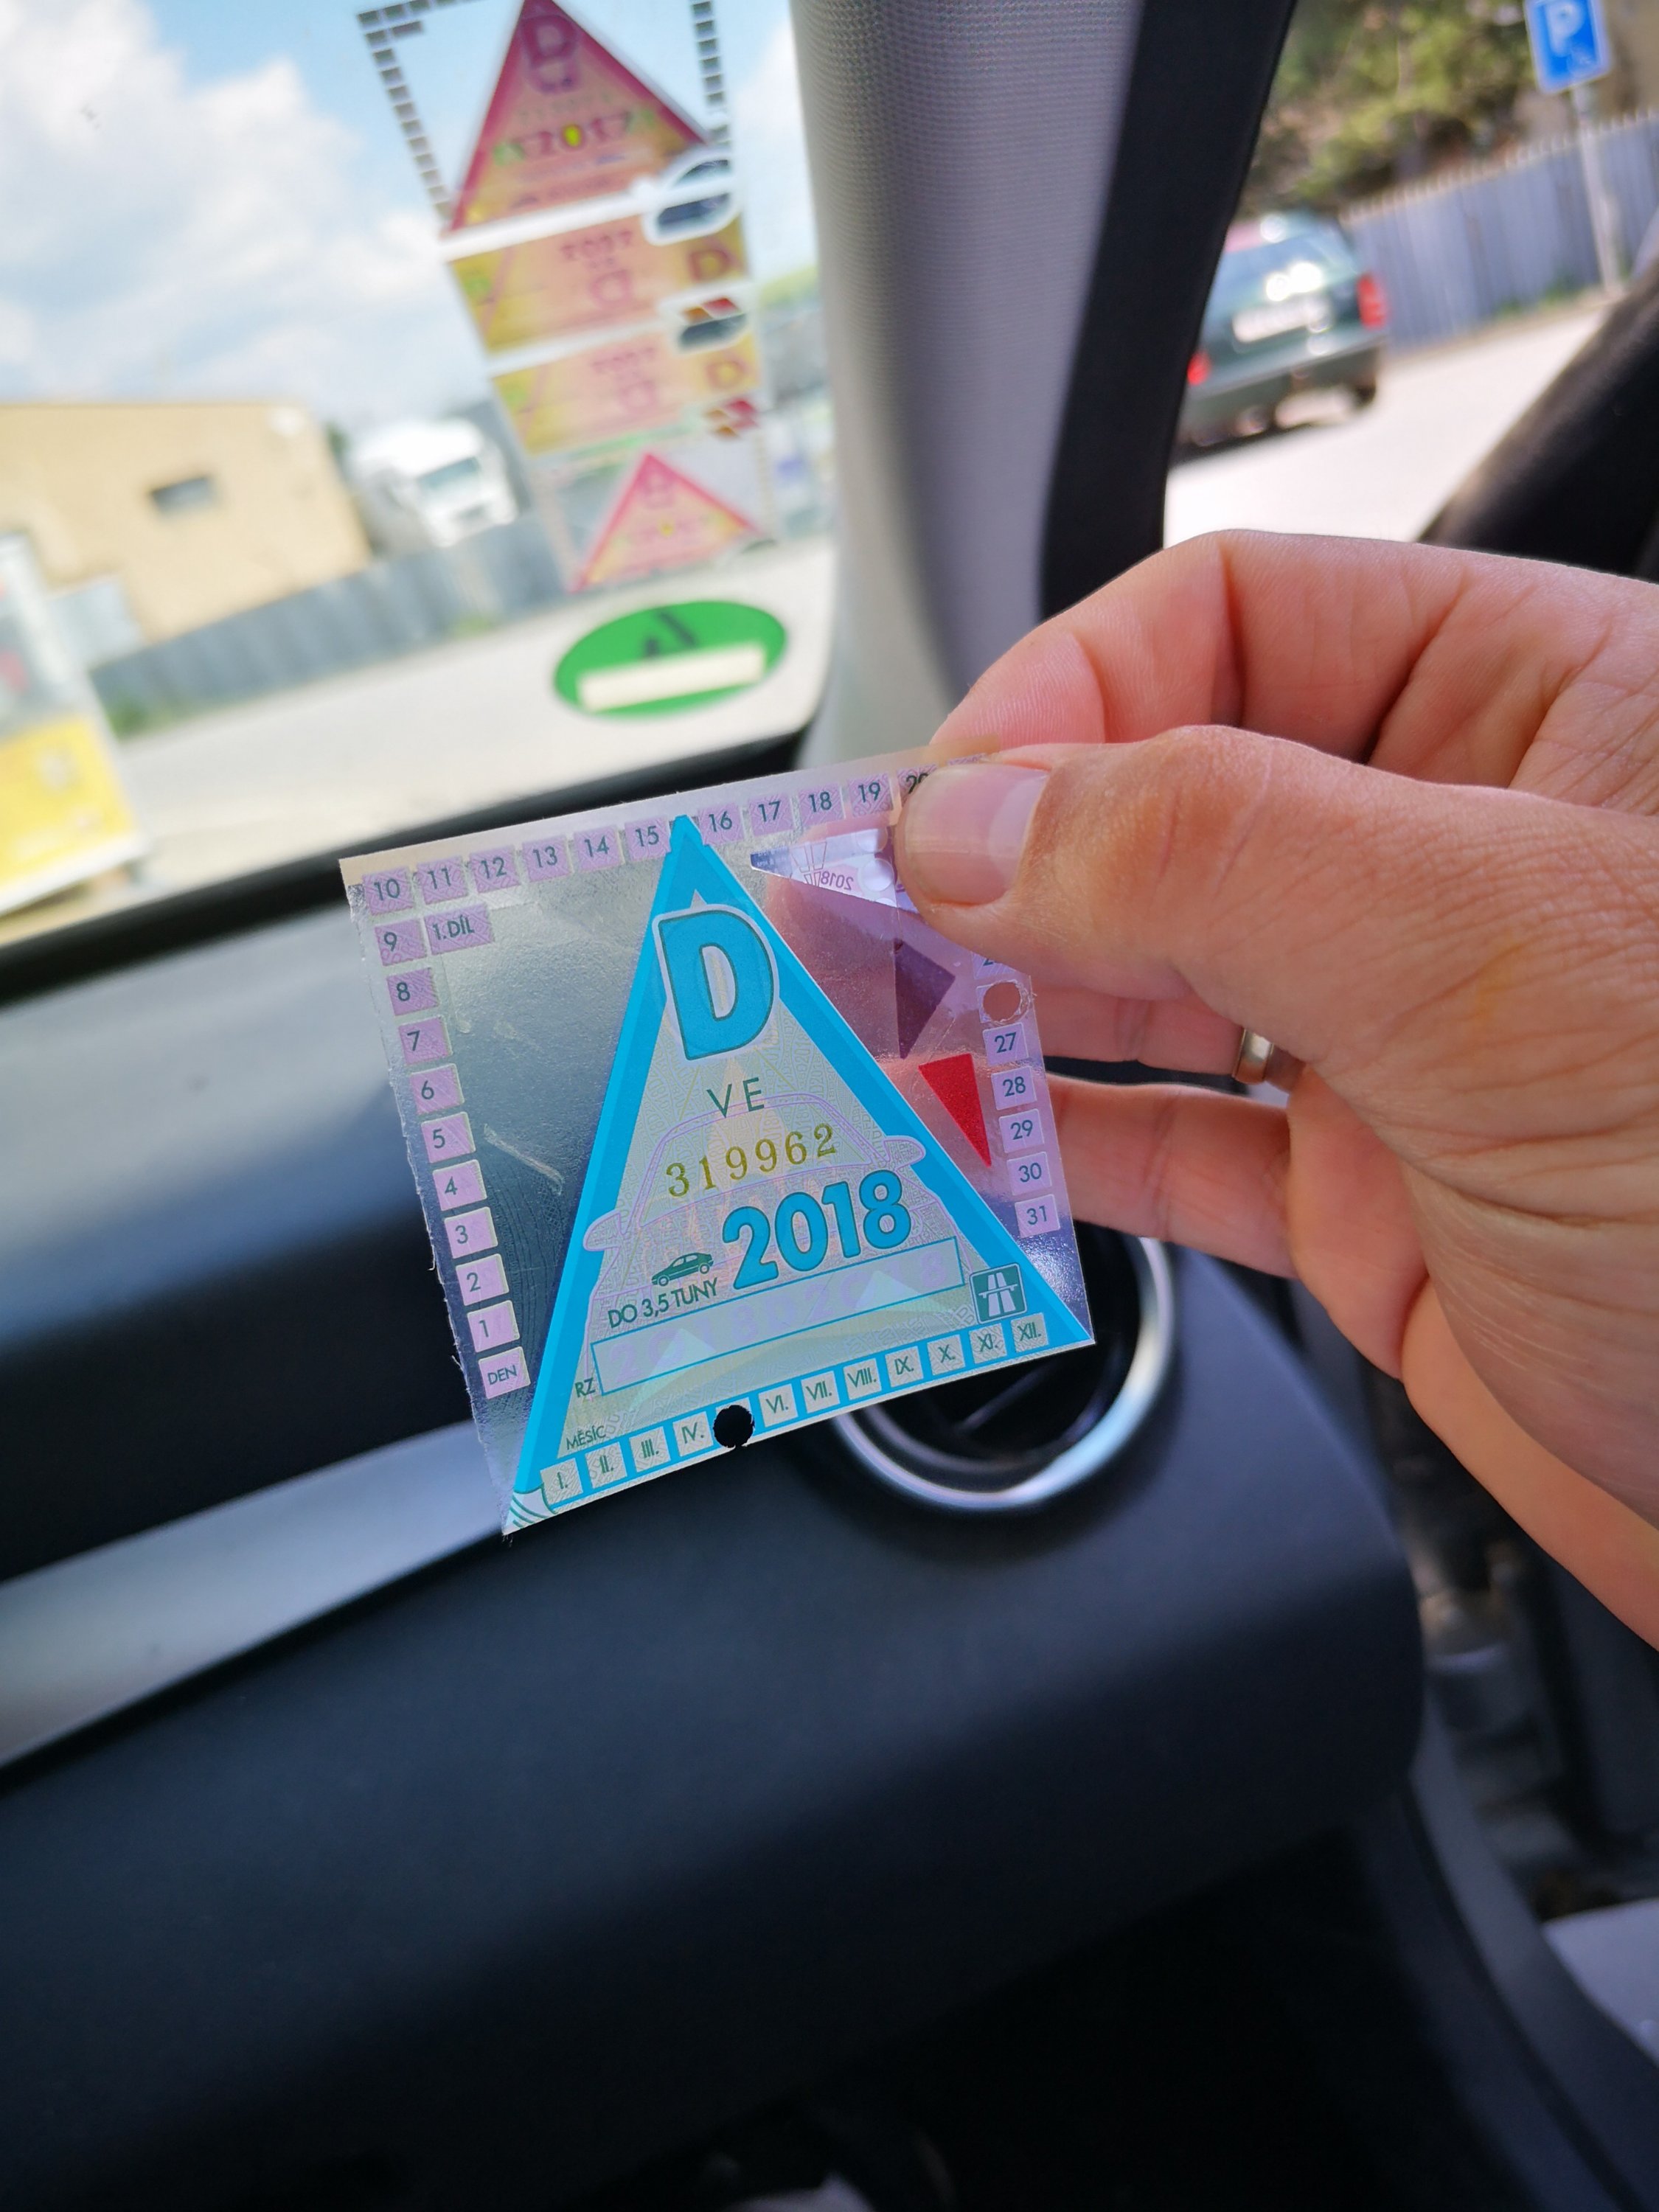 10 11 12 13 14 15 16 17 18 19
9 1.DÍL
8
7
6
5
4
3
2
1
DEN
D
VE
319962
2018
DO 3,5 TUNY
RZ
MĚSÍC
I. II. III. IV. VI. VII. VIII. IX. X. XI. XII.
27
28
29
30
31
2018
P